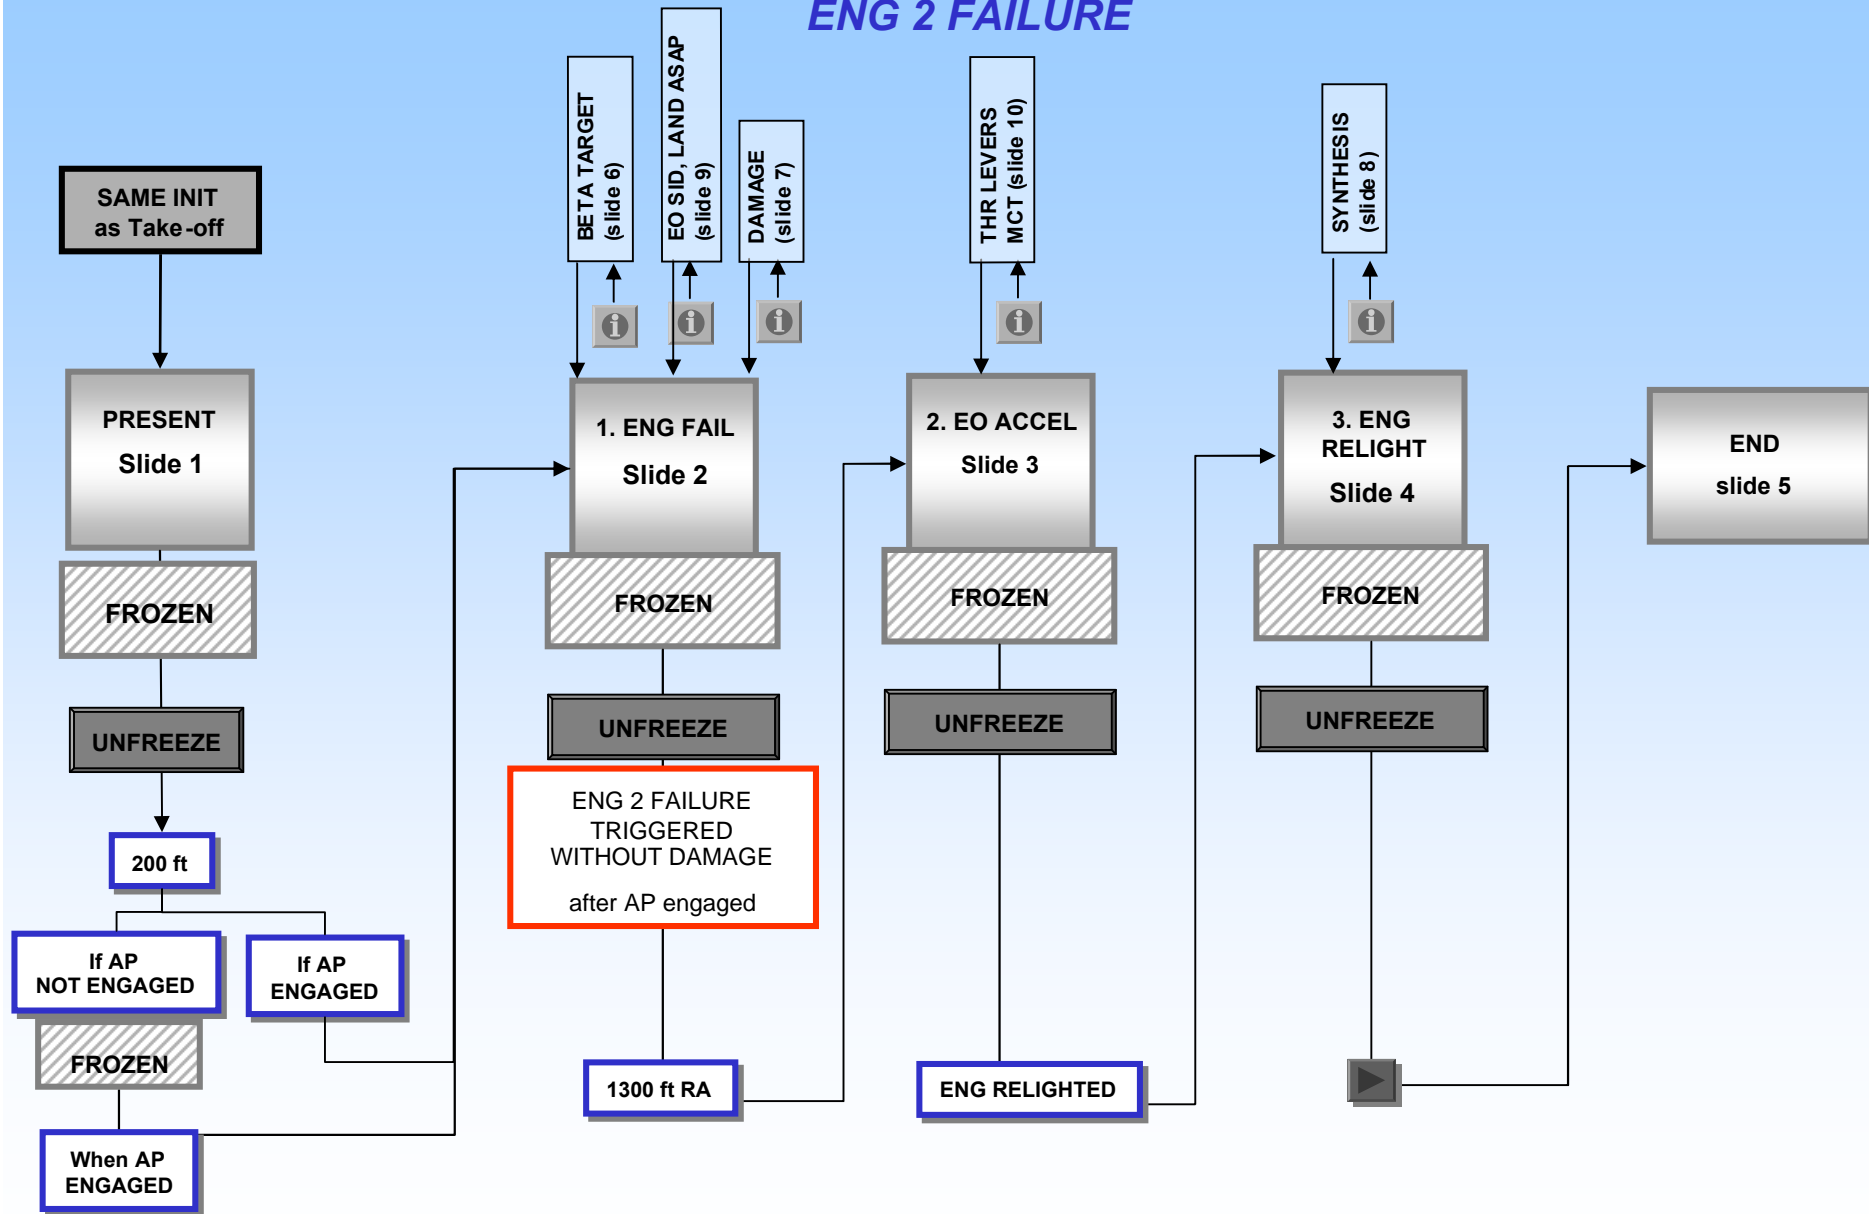 ENG 2 FAILURE
SAME INIT
as Take-off
BETA TARGET
(slide 6)
EO SID, LAND ASAP
(slide 9)
DAMAGE
(slide 7)
THR LEVERS
MCT (slide 10)
SYNTHESIS
(slide 8)
PRESENT
Slide 1
FROZEN
UNFREEZE
200 ft
If AP
NOT ENGAGED
If AP
ENGAGED
FROZEN
When AP
ENGAGED
1. ENG FAIL
Slide 2
FROZEN
UNFREEZE
ENG 2 FAILURE
TRIGGERED
WITHOUT DAMAGE
after AP engaged
1300 ft RA
2. EO ACCEL
Slide 3
FROZEN
UNFREEZE
ENG RELIGHTED
3. ENG
RELIGHT
Slide 4
FROZEN
UNFREEZE
END
slide 5